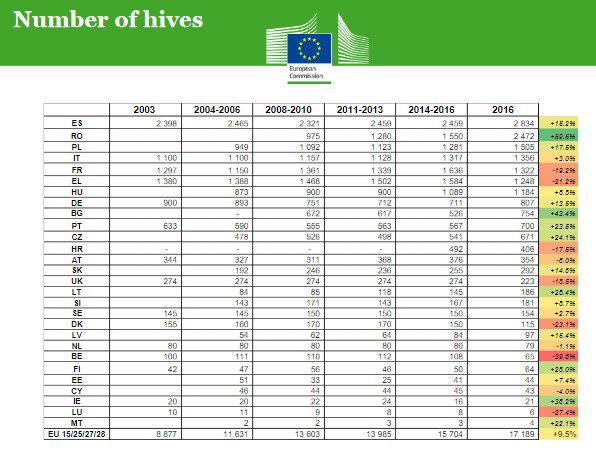 Number of hives
European
Commission
2003 2004-2006 2008-2010 2011-2013 2014-2016 2016
ES 2 398 2 465 2 321 2 459 2 459 2 834 +15.2%
RO 975 1 280 1 550 2 472 +59.5%
PL 949 1 092 1 123 1 281 1 505 +17.5%
IT 1 100 1 100 1 157 1 128 1 317 1 356 +3.0%
FR 1 297 1 150 1 361 1 339 1 636 1 322 -19.2%
EL 1 380 1 388 1 468 1 502 1 584 1 248 -21.2%
HU 873 900 900 1 089 1 184 +8.8%
DE 900 893 751 712 711 807 +13.5%
BG - 672 617 526 754 +43.4%
PT 633 590 555 563 567 700 +23.5%
CZ 478 526 498 541 671 +24.1%
HR - - - - 492 406 -17.5%
AT 344 327 311 368 376 354 -6.0%
SK 192 246 236 255 292
UK 274 274 274 274 274 223
LT 84 85 118 145 186 +28.4%
SI 143 171 143 167 181 +8.7%
SE 145 145 150 150 150 154 +2.7%
DK 155 160 170 170 150 115 -23.1%
LV 54 62 64 84 97 +15.4%
NL 80 80 80 80 80 79 -1.1%
BE 100 111 110 112 108 65 -39.8%
FI 42 47 56 46 50 64 +28.0%
EE 51 33 25 41 44 +7.4%
CY 46 44 44 45 43 -4.0%
IE 20 20 22 24 16 21 +35.2%
LU 10 11 9 8 8 6 -27.4%
MT 2 2 3 3 4 +22.1%
EU 15/25/27/28 8 877 11 631 13 603 13 985 15 704 17 189 +9.5%